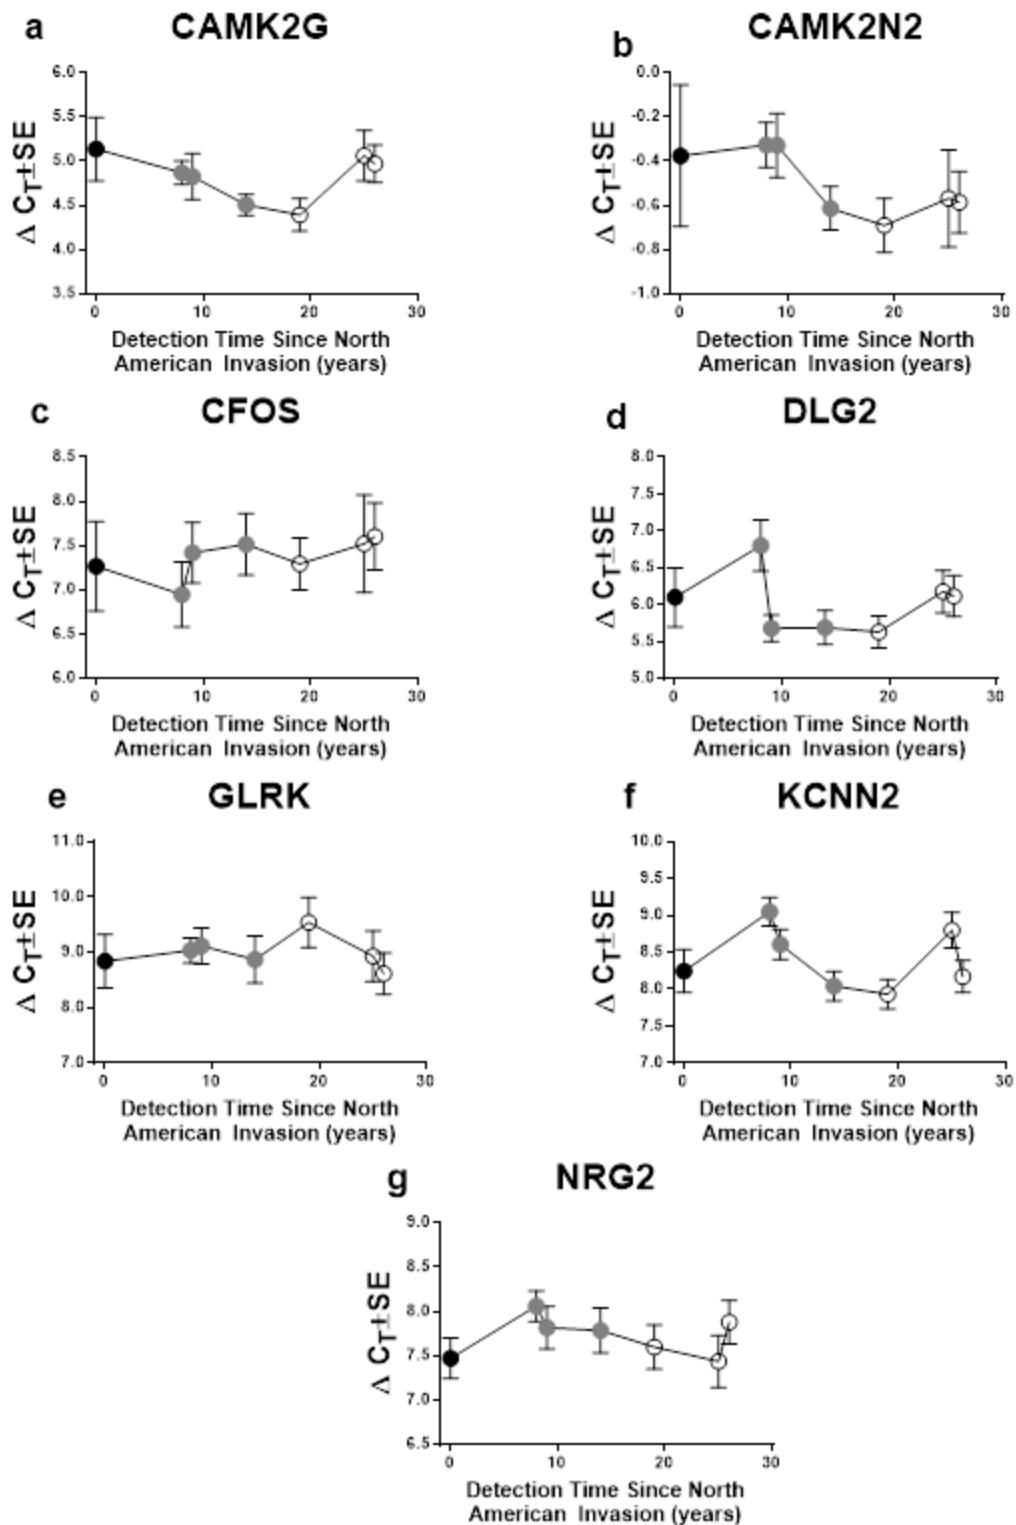 a CAMK2G
Δ CT±SE
6.0
5.5
5.0
4.5
4.0
3.5
0 10 20 30
Detection Time Since North
American Invasion (years)
b CAMK2N2
Δ CT±SE
0.0
-0.2
-0.4
-0.6
-0.8
-1.0
0 10 20 30
Detection Time Since North
American Invasion (years)
c CFOS
Δ CT±SE
8.5
8.0
7.5
7.0
6.5
6.0
0 10 20 30
Detection Time Since North
American Invasion (years)
d DLG2
Δ CT±SE
8.0
7.5
7.0
6.5
6.0
5.5
5.0
0 10 20 30
Detection Time Since North
American Invasion (years)
e GLRK
Δ CT±SE
11.0
10.0
9.0
8.0
7.0
0 10 20 30
Detection Time Since North
American Invasion (years)
f KCNN2
Δ CT±SE
10.0
9.5
9.0
8.5
8.0
7.5
7.0
0 10 20 30
Detection Time Since North
American Invasion (years)
g NRG2
Δ CT±SE
9.0
8.5
8.0
7.5
7.0
6.5
0 10 20 30
Detection Time Since North
American Invasion (years)